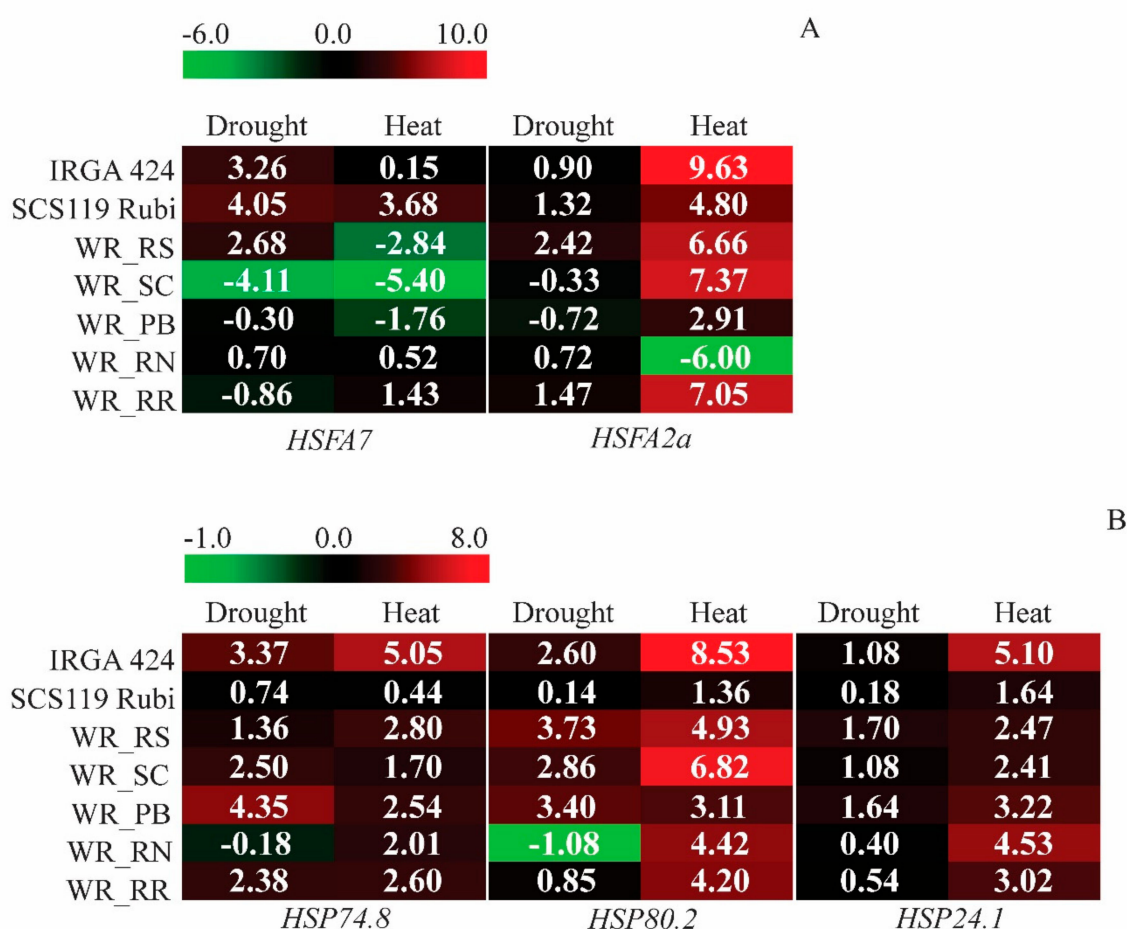 -6.0 0.0 10.0 A
Drought Heat Drought Heat
IRGA 424 3.26 0.15 0.90 9.63
SCS119 Rubi 4.05 3.68 1.32 4.80
WR_RS 2.68 -2.84 2.42 6.66
WR_SC -4.11 -5.40 -0.33 7.37
WR_PB -0.30 -1.76 -0.72 2.91
WR_RN 0.70 0.52 0.72 -6.00
WR_RR -0.86 1.43 1.47 7.05
HSFA7 HSFA2a
B
-1.0 0.0 8.0
Drought Heat Drought Heat Drought Heat
IRGA 424 3.37 5.05 2.60 8.53 1.08 5.10
SCS119 Rubi 0.74 0.44 0.14 1.36 0.18 1.64
WR_RS 1.36 2.80 3.73 4.93 1.70 2.47
WR_SC 2.50 1.70 2.86 6.82 1.08 2.41
WR_PB 4.35 2.54 3.40 3.11 1.64 3.22
WR_RN -0.18 2.01 -1.08 4.42 0.40 4.53
WR_RR 2.38 2.60 0.85 4.20 0.54 3.02
HSP74.8 HSP80.2 HSP24.1